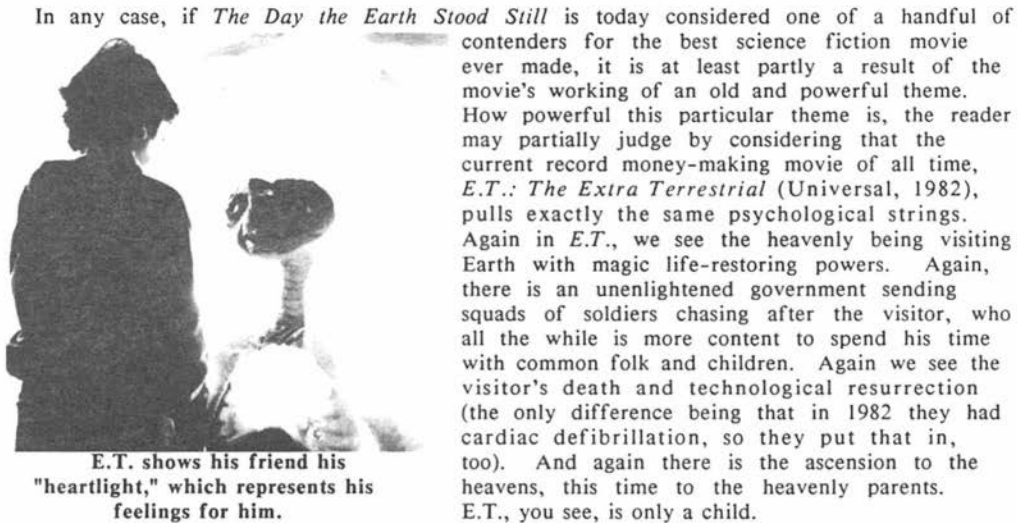 In any case, if The Day the Earth Stood Still is today considered one of a handful of
contenders for the best science fiction movie
ever made, it is at least partly a result of the
movie's working of an old and powerful theme.
How powerful this particular theme is, the reader
may partially judge by considering that the
current record money-making movie of all time,
E.T.: The Extra Terrestrial (Universal, 1982),
pulls exactly the same psychological strings.
Again in E.T., we see the heavenly being visiting
Earth with magic life-restoring powers. Again,
there is an unenlightened government sending
squads of soldiers chasing after the visitor, who
all the while is more content to spend his time
with common folk and children. Again we see the
visitor's death and technological resurrection
(the only difference being that in 1982 they had
cardiac defibrillation, so they put that in,
too). And again there is the ascension to the
heavens, this time to the heavenly parents.
E.T., you see, is only a child.
E.T. shows his friend his
"heartlight," which represents his
feelings for him.